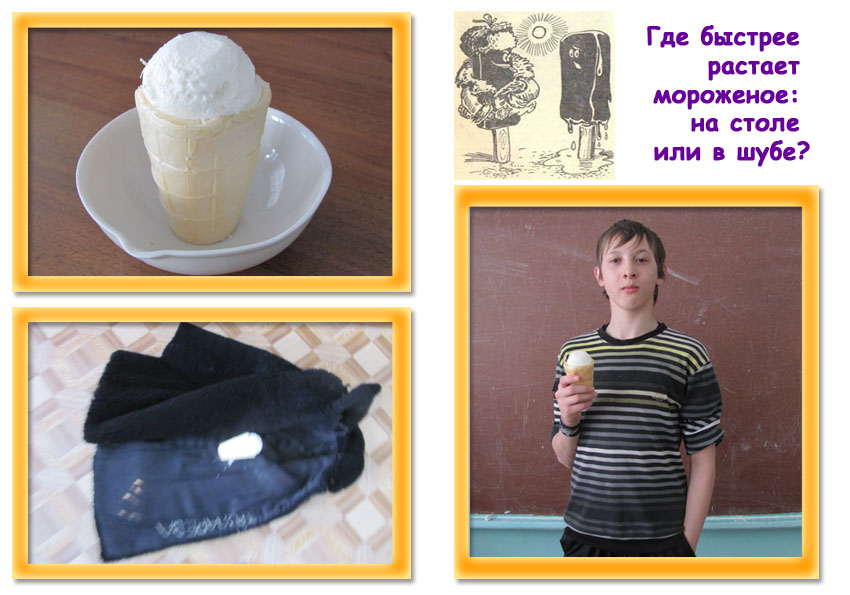 Где быстрее
растает
мороженое:
на столе
или в шубе?